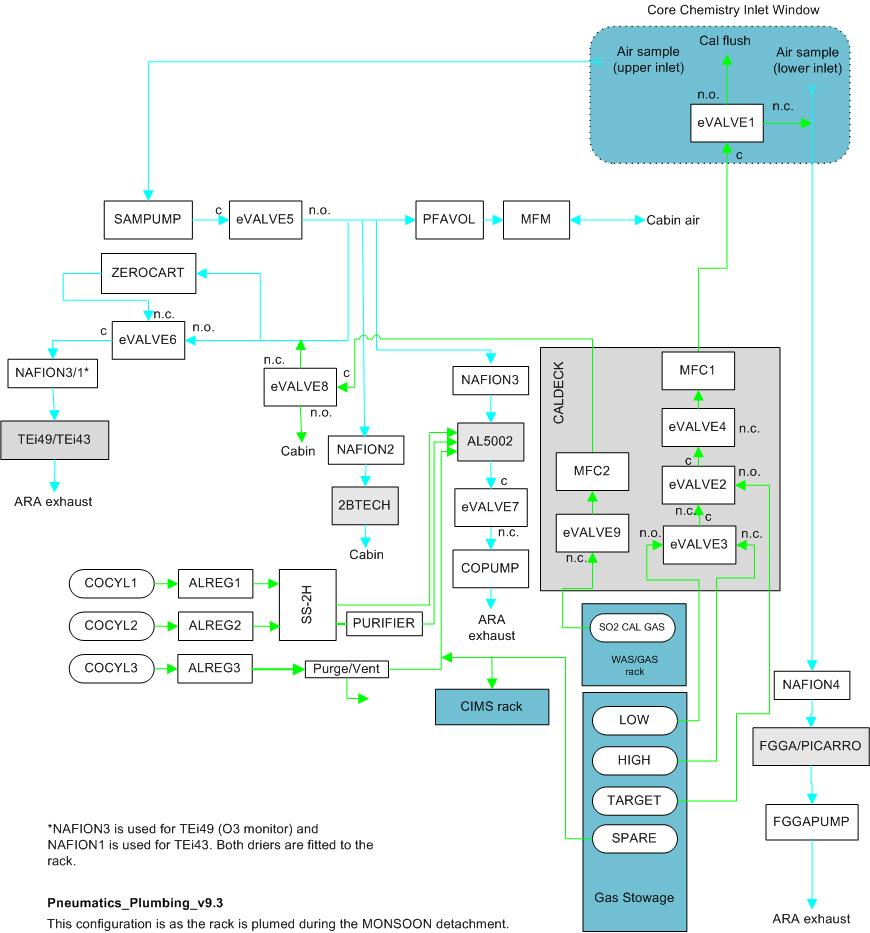 Core Chemistry Inlet Window
Cal flush
Air sample
(upper inlet)
Air sample
(lower inlet)
n.o.
n.c.
eVALVE1
c
SAMPUMP
c
eVALVE5
n.o.
PFAVOL
MFM
Cabin air
ZEROCART
n.c.
c
n.o.
eVALVE6
NAFION3/1*
n.c.
c
eVALVE8
n.o.
Cabin
NAFION3
CALDECK
MFC1
TEi49/TEi43
ARA exhaust
NAFION2
2BTECH
Cabin
AL5002
c
eVALVE7
n.c.
COPUMP
ARA
exhaust
eVALVE4
n.c.
c
n.o.
eVALVE2
n.c.
c
n.o.
n.c.
eVALVE3
MFC2
eVALVE9
n.c.
COCYL1
ALREG1
SS-2H
COCYL2
ALREG2
PURIFIER
COCYL3
ALREG3
Purge/Vent
SO2 CAL GAS
WAS/GAS
rack
CIMS rack
NAFION4
LOW
FGGA/PICARRO
HIGH
TARGET
FGGAPUMP
SPARE
Gas Stowage
ARA exhaust
*NAFION3 is used for TEi49 (O3 monitor) and
NAFION1 is used for TEi43. Both driers are fitted to the
rack.
Pneumatics_Plumbing_v9.3
This configuration is as the rack is plumed during the MONSOON detachment.